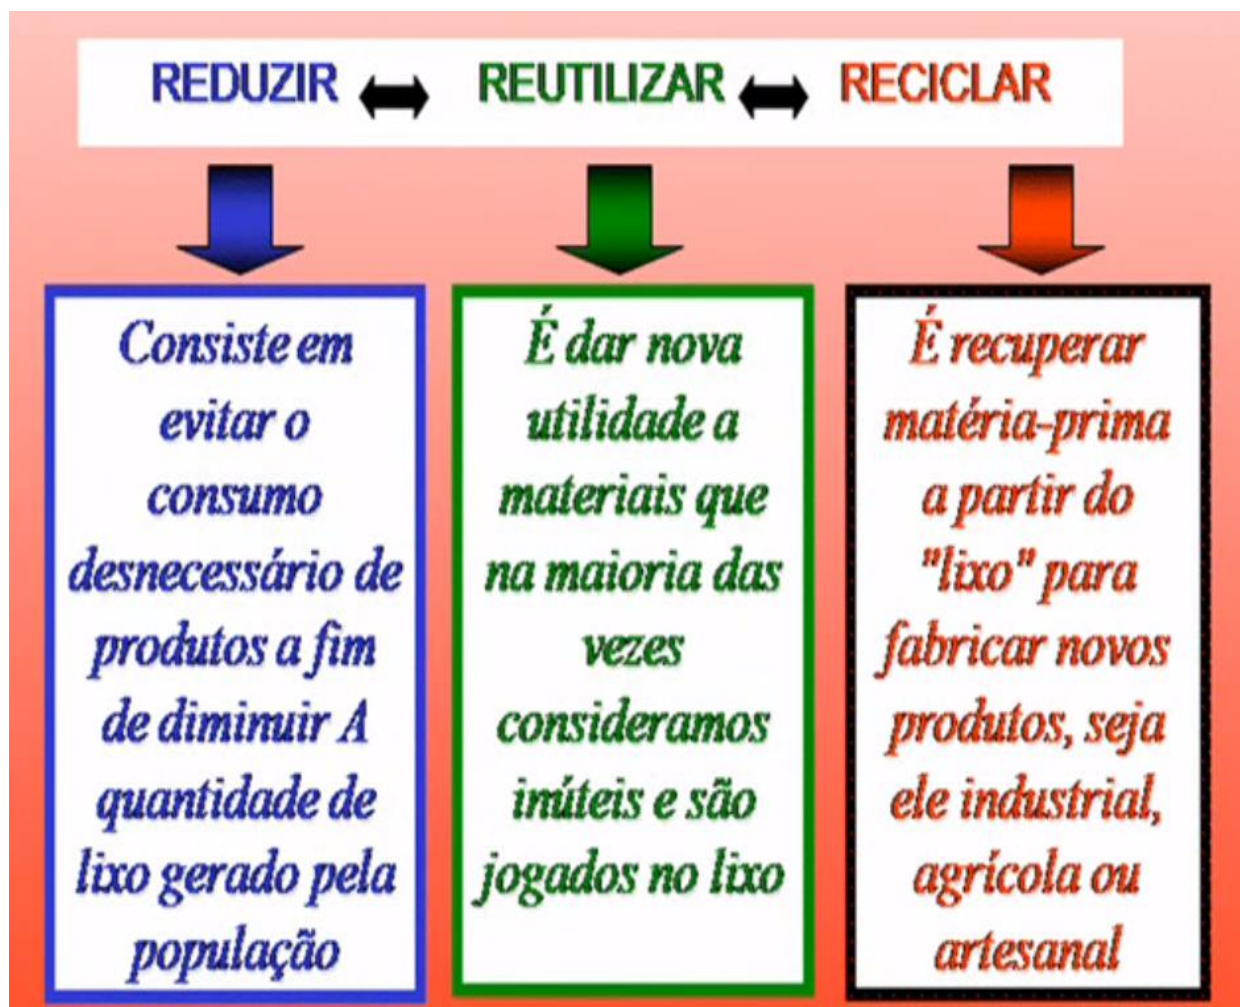 REDUZIR REUTILIZAR RECICLAR
Consiste em
evitar o
consumo
desnecessário de
produtos a fim
de diminuir A
quantidade de
lixo gerado pela
população
É dar nova
utilidade a
materiais que
na maioria das
vezes
consideramos
inúteis e são
jogados no lixo
É recuperar
matéria-prima
a partir do
"lixo" para
fabricar novos
produtos, seja
ele industrial,
agrícola ou
artesanal